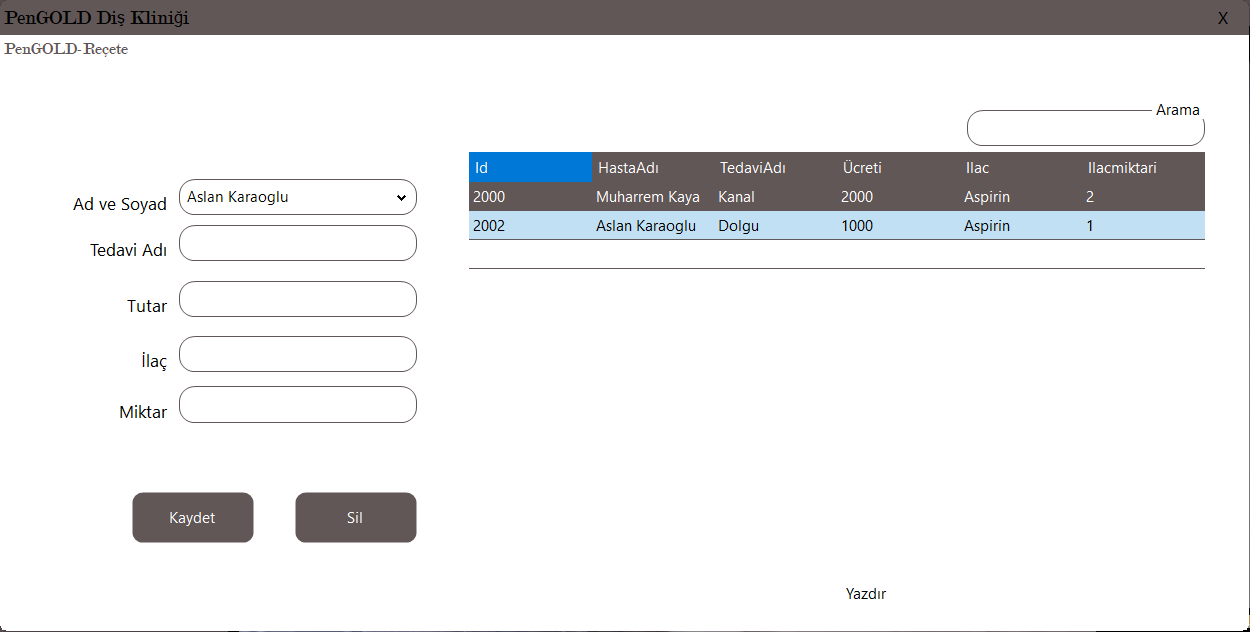 PenGOLD Diş Kliniği X
PenGOLD-Reçete
Arama
Ad ve Soyad Aslan Karaoglu
Tedavi Adı
Tutar
İlaç
Miktar
Kaydet Sil
Id HastaAdı TedaviAdı Ücreti Ilac Ilacmiktari
2000 Muharrem Kaya Kanal 2000 Aspirin 2
2002 Aslan Karaoglu Dolgu 1000 Aspirin 1
Yazdır